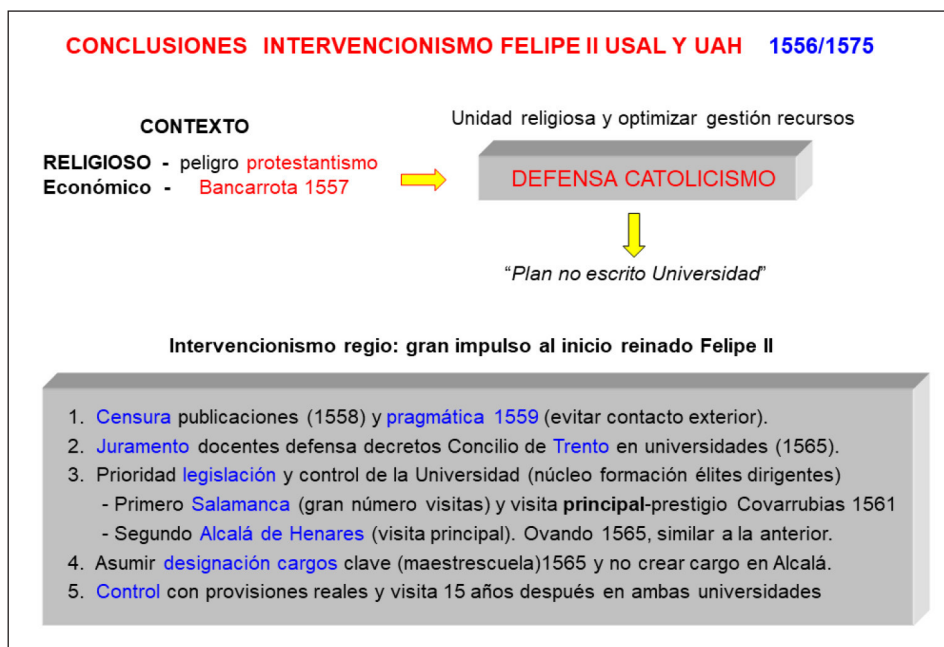 CONCLUSIONES INTERVENCIONISMO FELIPE II USAL Y UAH 1556/1575
CONTEXTO
RELIGIOSO - peligro protestantismo
Económico - Bancarrota 1557
Unidad religiosa y optimizar gestión recursos
DEFENSA CATOLICISMO
“Plan no escrito Universidad”
Intervencionismo regio: gran impulso al inicio reinado Felipe II
1. Censura publicaciones (1558) y pragmática 1559 (evitar contacto exterior).
2. Juramento docentes defensa decretos Concilio de Trento en universidades (1565).
3. Prioridad legislación y control de la Universidad (núcleo formación élites dirigentes)
- Primero Salamanca (gran número visitas) y visita principal-prestigio Covarrubias 1561
- Segundo Alcalá de Henares (visita principal). Ovando 1565, similar a la anterior.
4. Asumir designación cargos clave (maestrescuela)1565 y no crear cargo en Alcalá.
5. Control con provisiones reales y visita 15 años después en ambas universidades